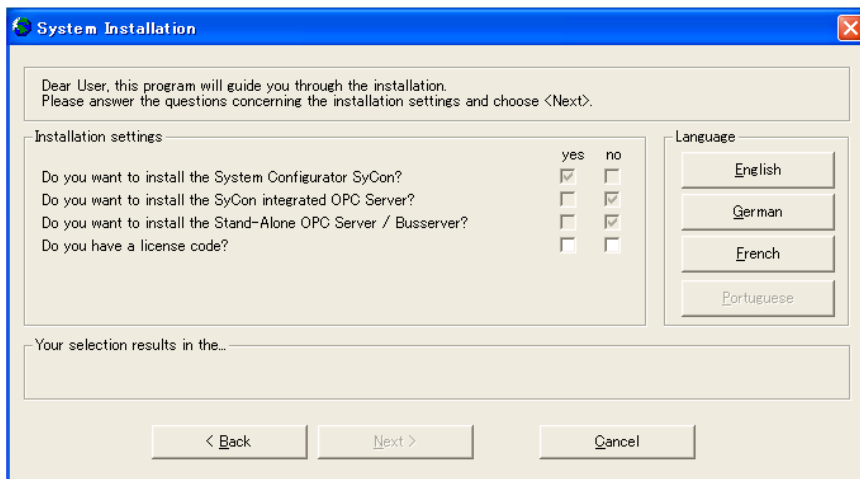 System Installation
Dear User, this program will guide you through the installation.
Please answer the questions concerning the installation settings and choose <Next>.
Installation settings
yes no
Do you want to install the System Configurator SyCon?
Do you want to install the SyCon integrated OPC Server?
Do you want to install the Stand-Alone OPC Server / Busserver?
Do you have a license code?
Language
English
German
French
Portuguese
Your selection results in the...
< Back
Next >
Cancel